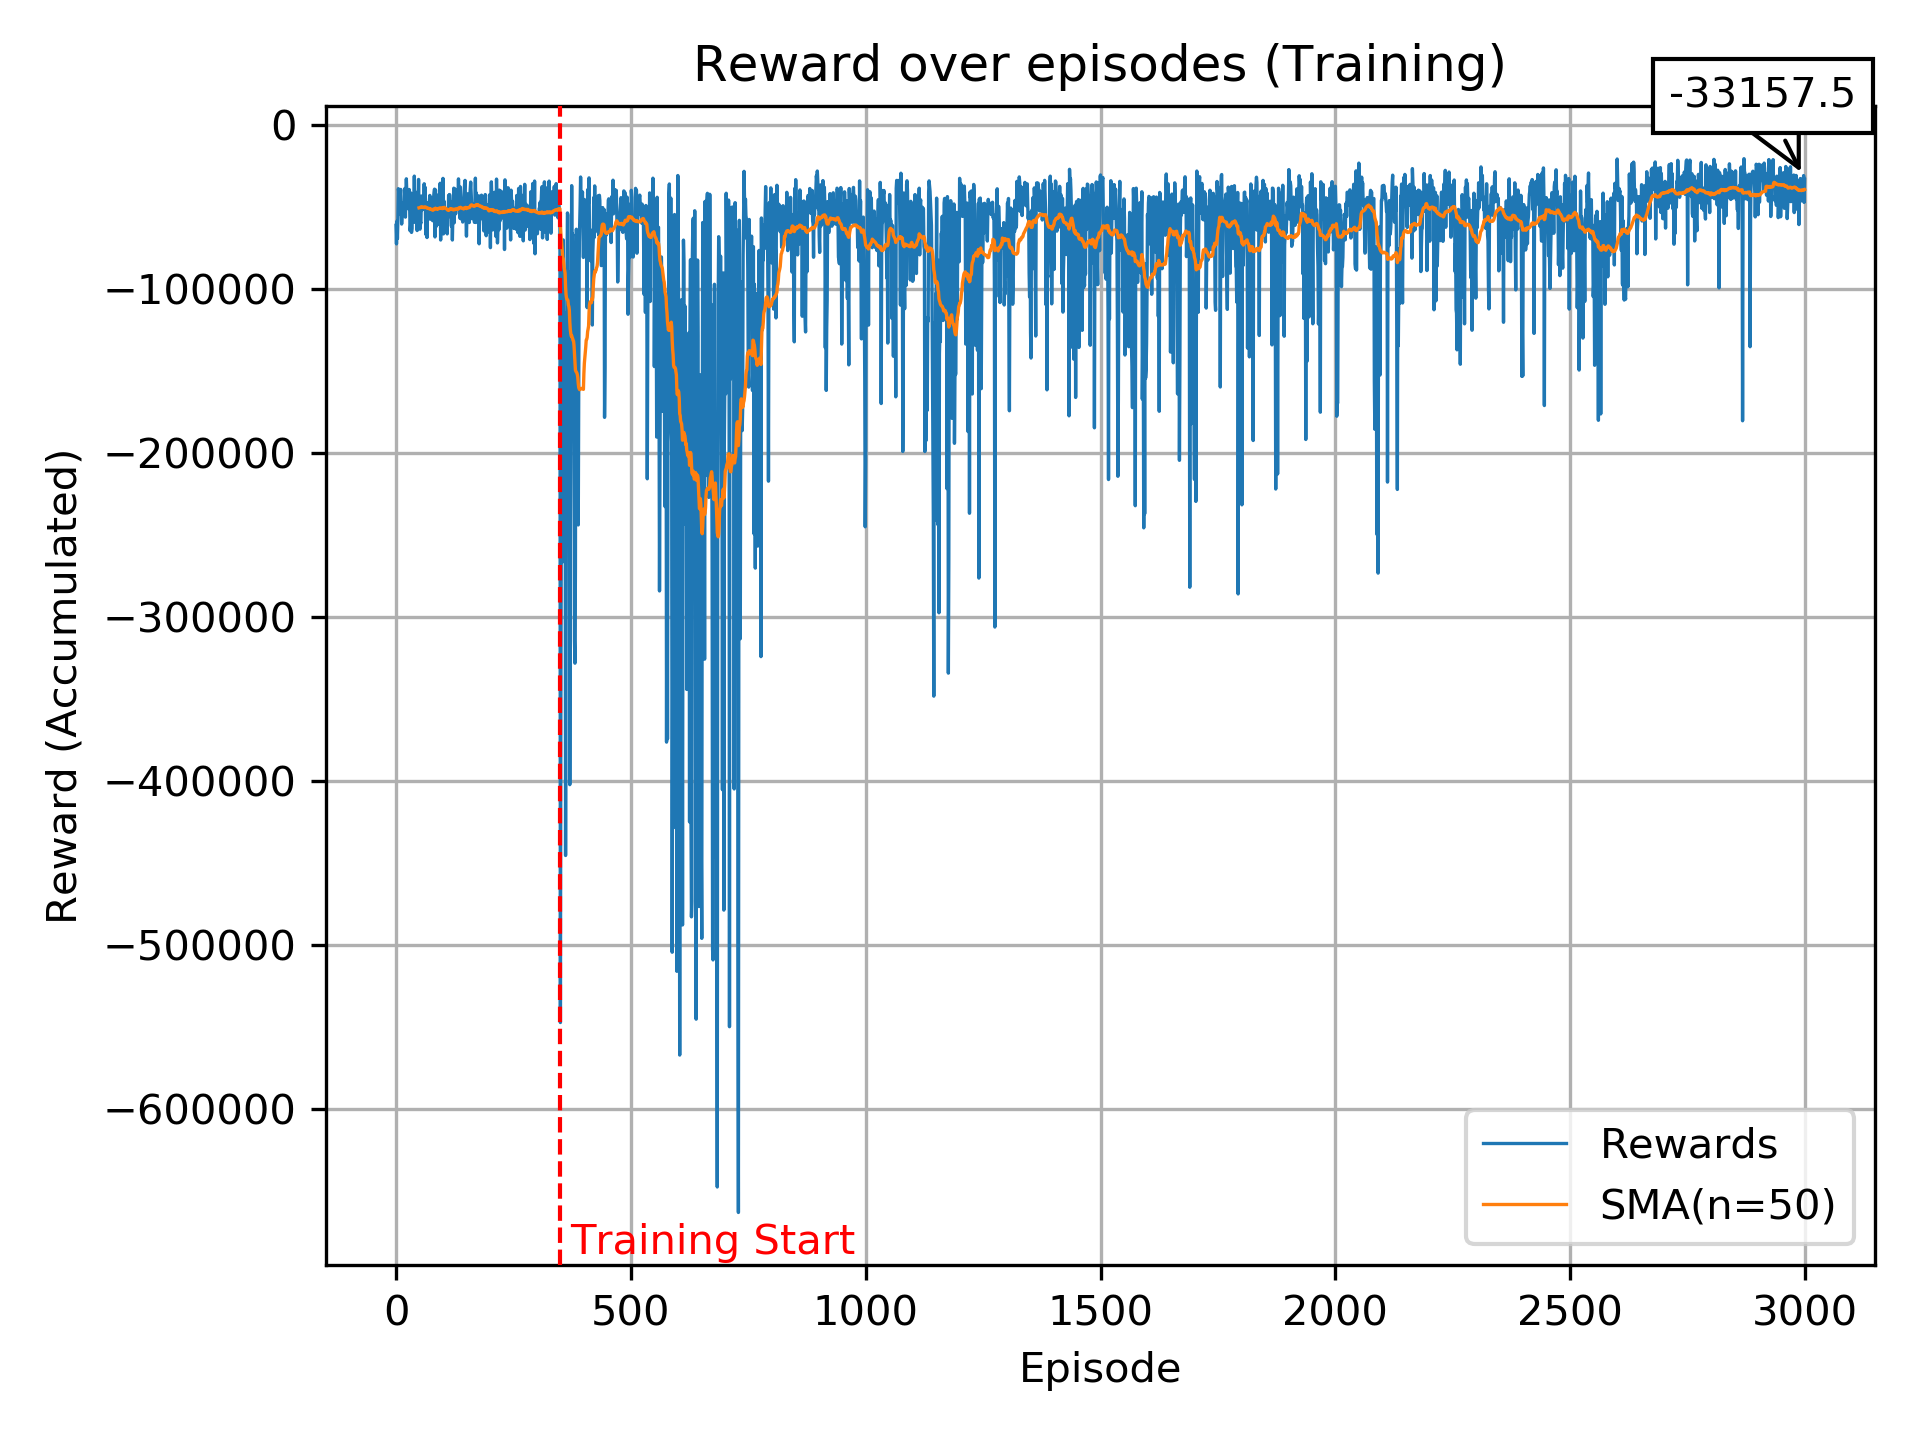 Reward over episodes (Training)
-33157.5
0
−100000
−200000
−300000
−400000
−500000
−600000
Reward (Accumulated)
Training Start
Rewards
SMA(n=50)
0 500 1000 1500 2000 2500 3000
Episode